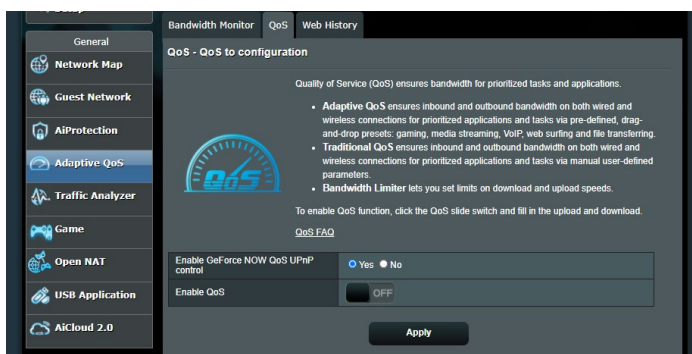 Bandwidth Monitor QoS Web History
General
QoS - QoS to configuration
Network Map
Quality of Service (QoS) ensures bandwidth for prioritized tasks and applications.
Guest Network
• Adaptive QoS ensures inbound and outbound bandwidth on both wired and
wireless connections for prioritized applications and tasks via pre-defined, drag-
and-drop presets: gaming, media streaming, VoIP, web surfing and file transferring.
AiProtection
• Traditional QoS ensures inbound and outbound bandwidth on both wired and
wireless connections for prioritized applications and tasks via manual user-defined
parameters.
Adaptive QoS
QoS
• Bandwidth Limiter lets you set limits on download and upload speeds.
Traffic Analyzer
To enable QoS function, click the QoS slide switch and fill in the upload and download.
Game
QoS FAQ
Open NAT
Enable GeForce NOW QoS UPnP
control
Yes No
USB Application
Enable QoS
OFF
AiCloud 2.0
Apply